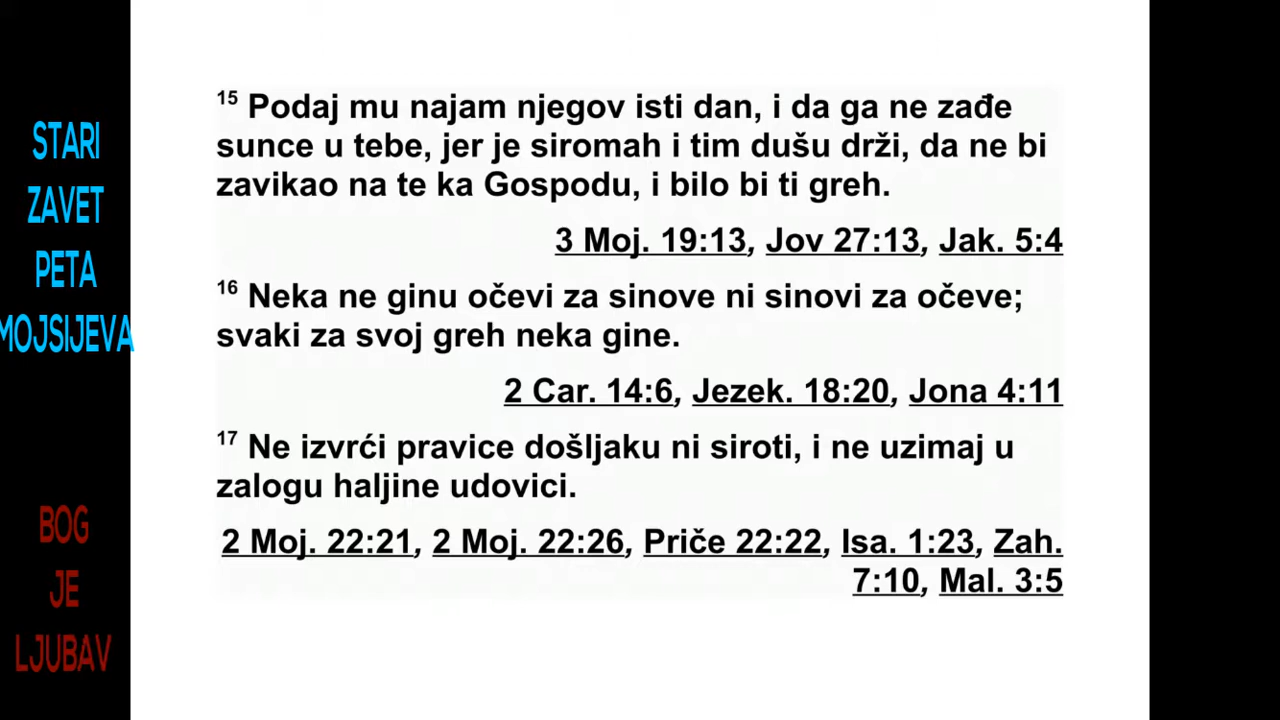 STARI
ZAVET
PETA
MOJSIJEVA
BOG
JE
LJUBAV
15 Podaj mu najam njegov isti dan, i da ga ne zađe
sunce u tebe, jer je siromah i tim dušu drži, da ne bi
zavikao na te ka Gospodu, i bilo bi ti greh.
3 Moj. 19:13, Jov 27:13, Jak. 5:4
16 Neka ne ginu očevi za sinove ni sinovi za očeve;
svaki za svoj greh neka gine.
2 Car. 14:6, Jezek. 18:20, Jona 4:11
17 Ne izvrći pravice došljaku ni siroti, i ne uzimaj u
zalogu haljine udovici.
2 Moj. 22:21, 2 Moj. 22:26, Priče 22:22, Isa. 1:23, Zah.
7:10, Mal. 3:5